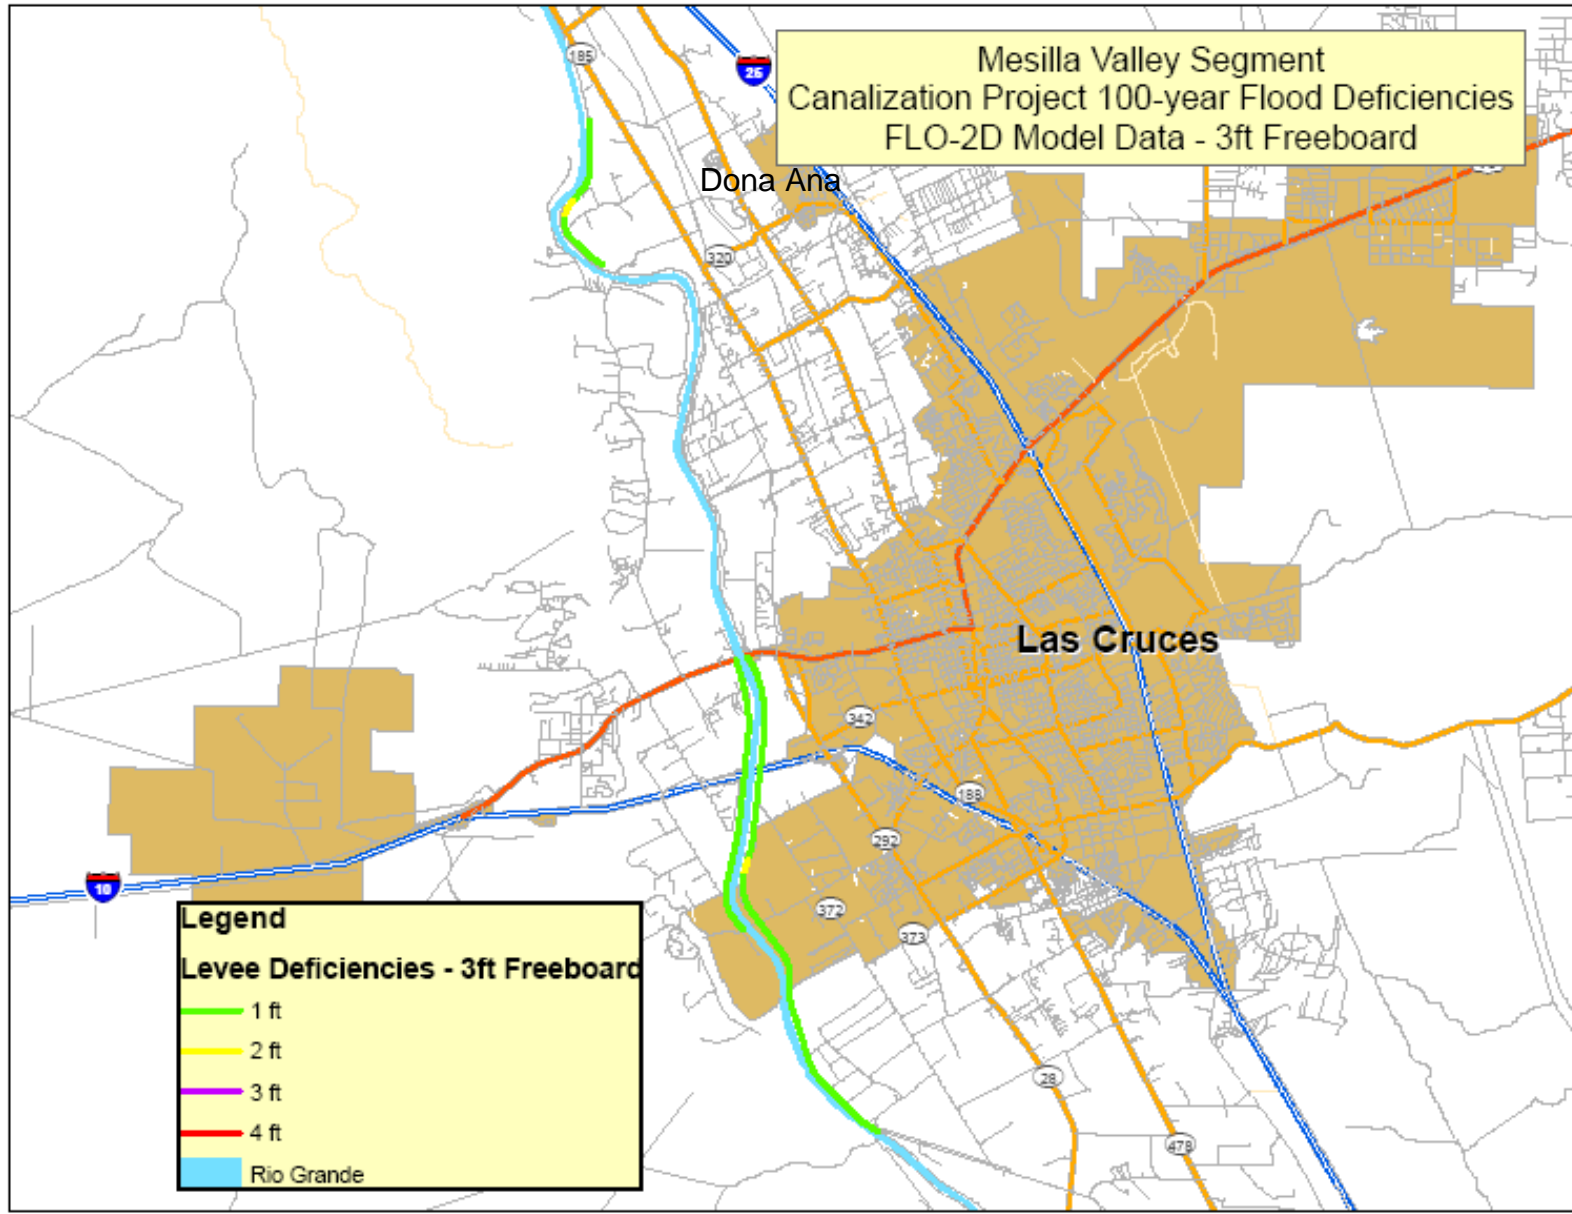 185
25
Mesilla Valley Segment
Canalization Project 100-year Flood Deficiencies
FLO-2D Model Data - 3ft Freeboard
Dona Ana
320
Las Cruces
342
188
292
10
372
373
28
478
Legend
Levee Deficiencies - 3ft Freeboard
1 ft
2 ft
3 ft
4 ft
Rio Grande